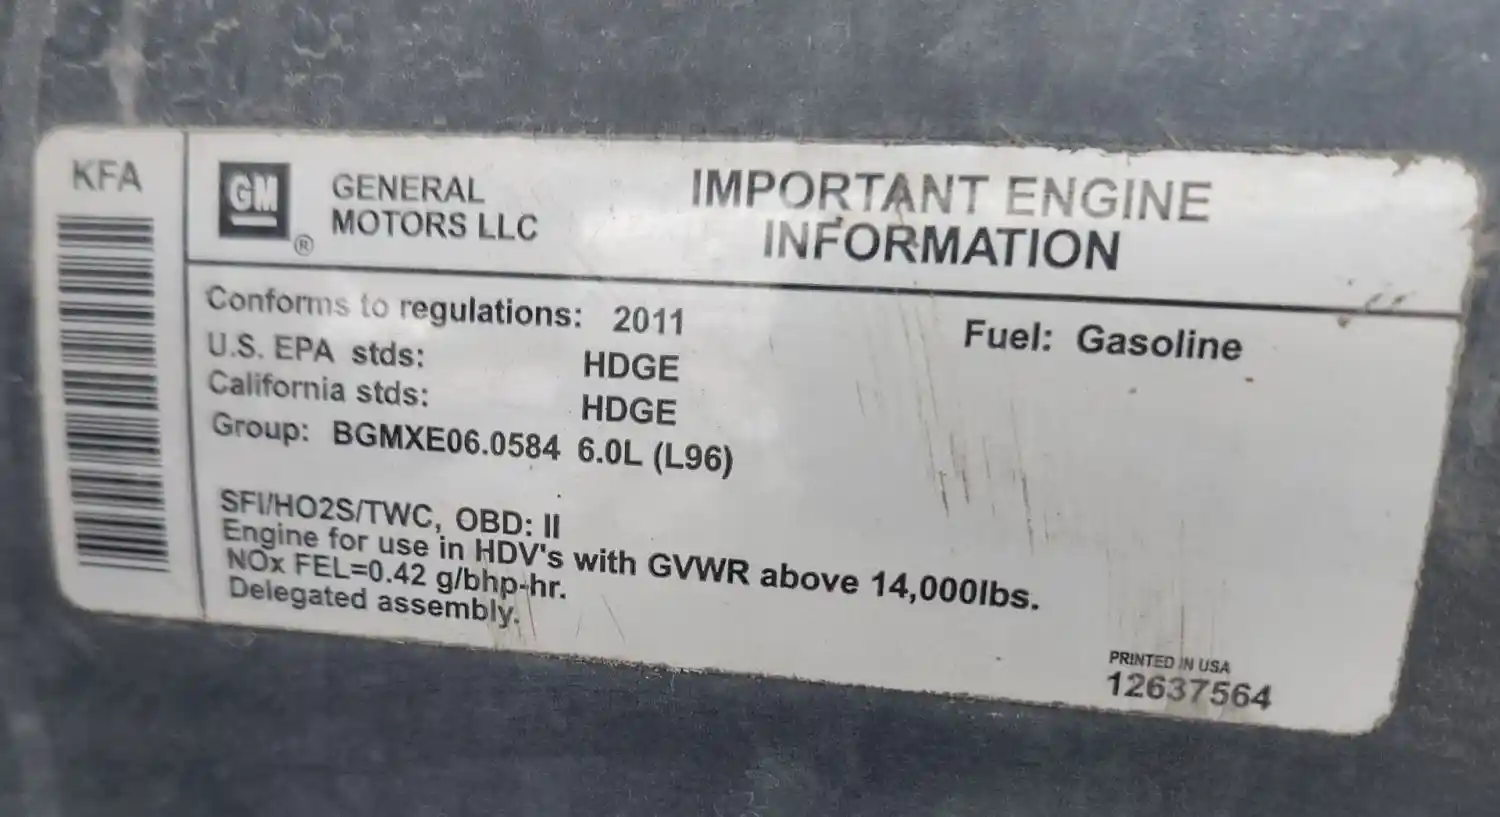 KFA
GM
®
GENERAL
MOTORS LLC
IMPORTANT ENGINE
INFORMATION
Conforms to regulations: 2011
Fuel: Gasoline
U.S. EPA stds: HDGE
California stds: HDGE
Group: BGMXE06.0584 6.0L (L96)
SFI/HO2S/TWC, OBD: II
Engine for use in HDV's with GVWR above 14,000lbs.
NOx FEL=0.42 g/bhp-hr.
Delegated assembly.
PRINTED IN USA
12637564